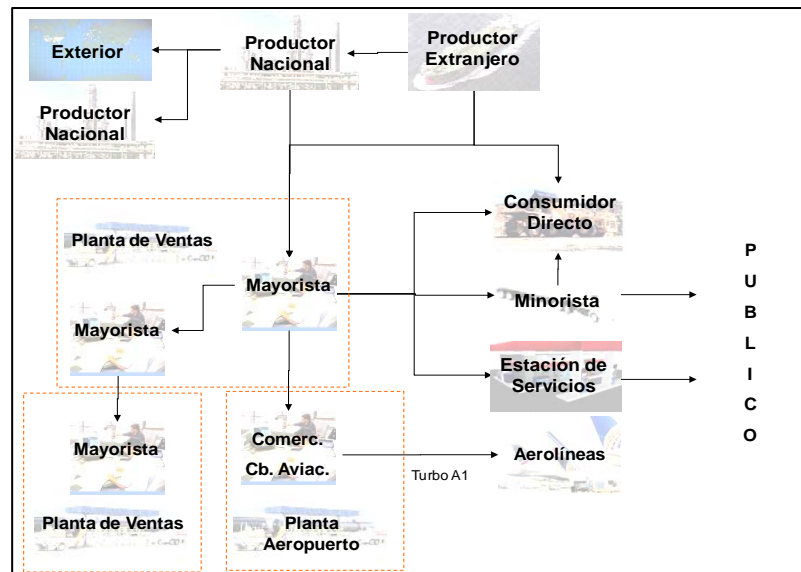 Exterior
Productor
Nacional
Productor
Extranjero
Productor
Nacional
Consumidor
Directo
Planta de Ventas
Mayorista
Minorista
Mayorista
Estación de
Servicios
Mayorista
Comerc.
Cb. Aviac.
Turbo A1
Aerolíneas
Planta de Ventas
Planta
Aeropuerto
P
U
B
L
I
C
O